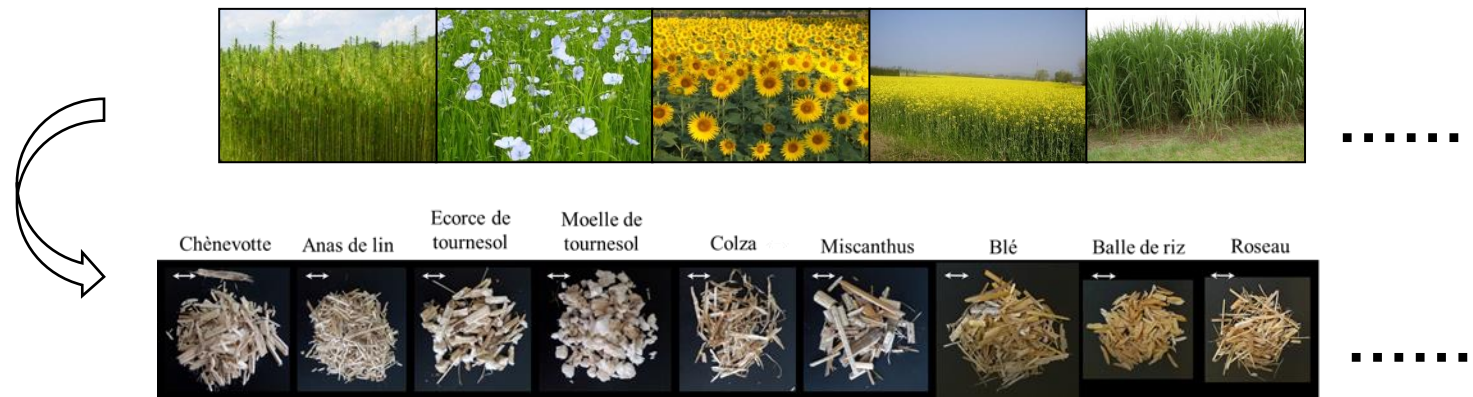 Chènevotte
Anas de lin
Ecorce de
tournesol
Moelle de
tournesol
Colza
Miscanthus
Blé
Balle de riz
Roseau